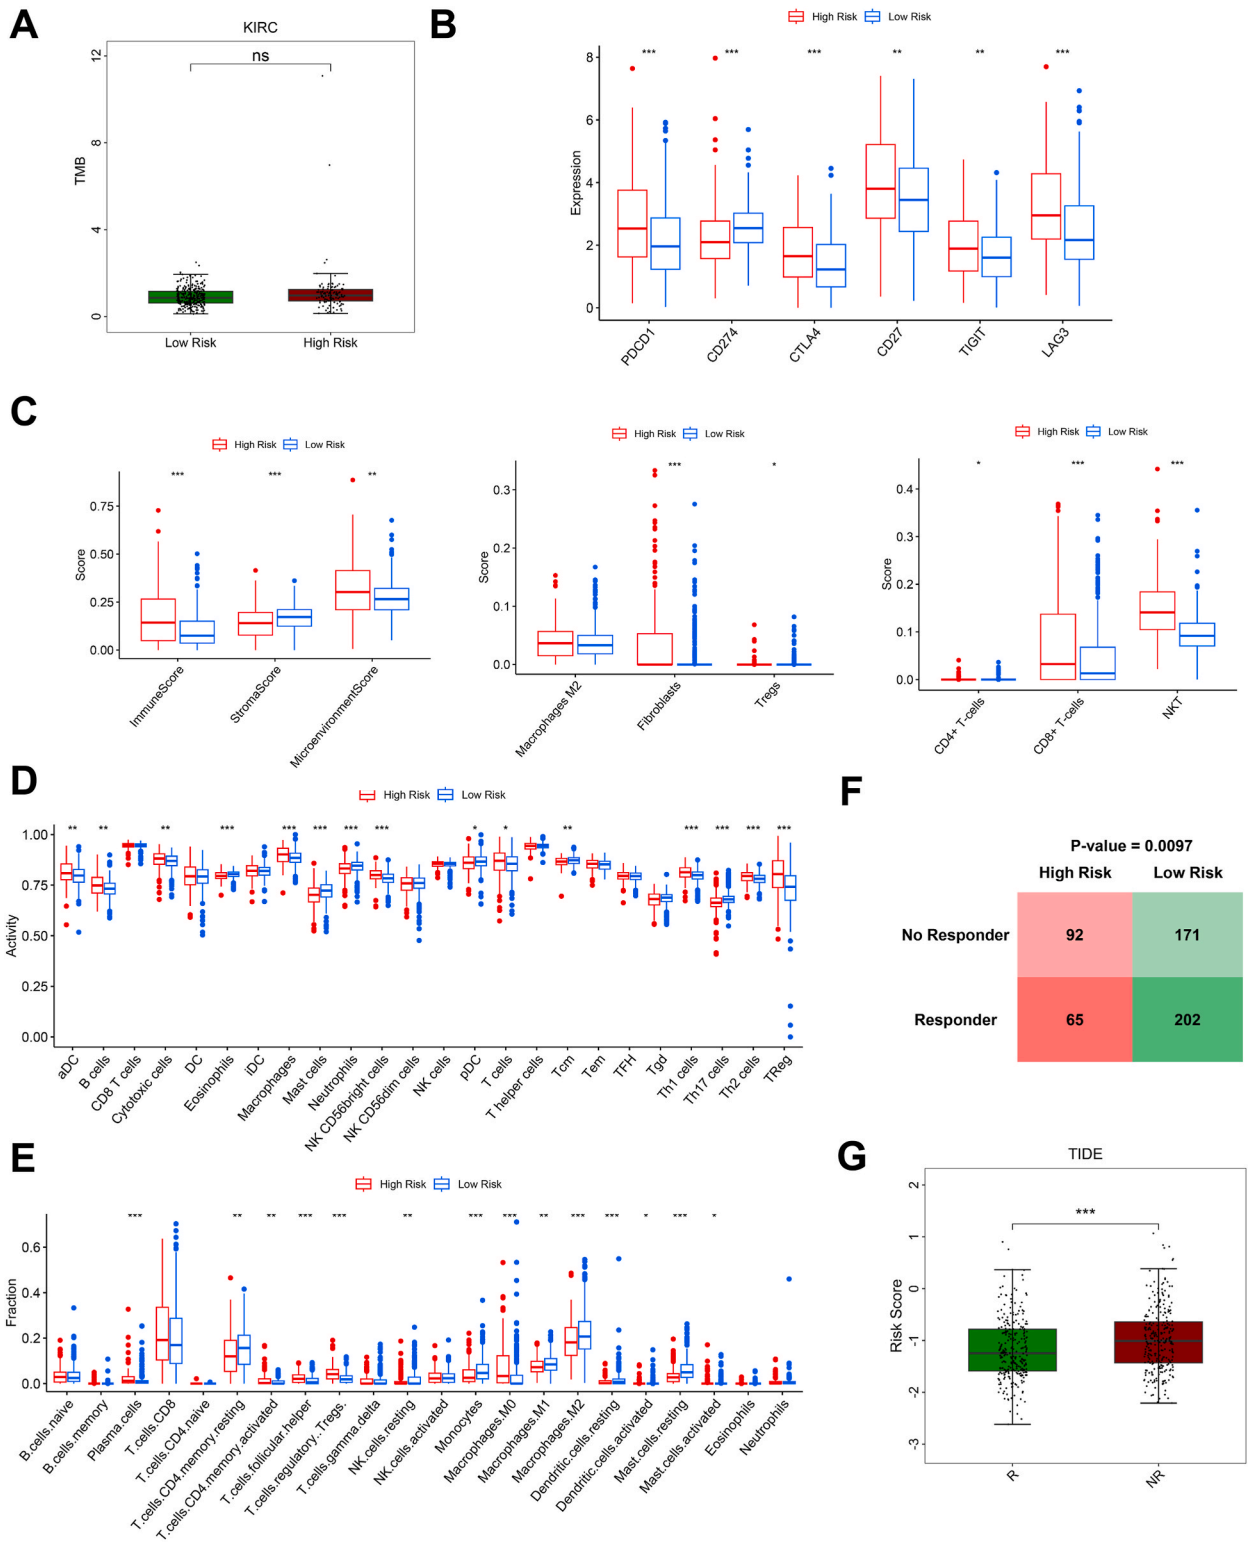 A
KIRC
ns
TMB
12
8
4
0
Low Risk
High Risk
B
High Risk
Low Risk
***
***
***
**
**
***
Expression
8
6
4
2
0
PDCD1
CD274
CTLA4
CD27
TIGIT
LAG3
C
High Risk
Low Risk
***
***
**
Score
0.75
0.50
0.25
0.00
ImmuneScore
StromaScore
MicroenvironmentScore
High Risk
Low Risk
***
*
Score
0.3
0.2
0.1
0.0
Macrophages M2
Fibroblasts
Tregs
High Risk
Low Risk
*
***
***
Score
0.4
0.3
0.2
0.1
0.0
CD4+ T-cells
CD8+ T-cells
NKT
D
High Risk
Low Risk
**
**
**
***
***
***
***
***
*
*
**
***
***
***
***
Activity
1.00
0.75
0.50
0.25
0.00
aDC
B cells
CD8 T cells
Cytotoxic cells
DC
Eosinophils
iDC
Macrophages
Mast cells
Neutrophils
NK CD56bright cells
NK CD56dim cells
NK cells
pDC
T cells
T helper cells
Tcm
Tem
TFH
Tgd
Th1 cells
Th17 cells
Th2 cells
TReg
F
P-value = 0.0097
High Risk
Low Risk
No Responder
92
171
Responder
65
202
E
High Risk
Low Risk
***
**
**
***
***
**
***
***
**
***
***
*
***
*
Fraction
0.6
0.4
0.2
0.0
B.cells.naive
B.cells.memory
Plasma.cells
T.cells.CD8
T.cells.CD4.naive
T.cells.CD4.memory.resting
T.cells.CD4.memory.activated
T.cells.follicular.helper
T.cells.regulatory..Tregs.
T.cells.gamma.delta
NK.cells.resting
NK.cells.activated
Monocytes
Macrophages.M0
Macrophages.M1
Macrophages.M2
Dendritic.cells.resting
Dendritic.cells.activated
Mast.cells.resting
Mast.cells.activated
Eosinophils
Neutrophils
G
TIDE
***
Risk Score
2
1
0
-1
-2
-3
R
NR